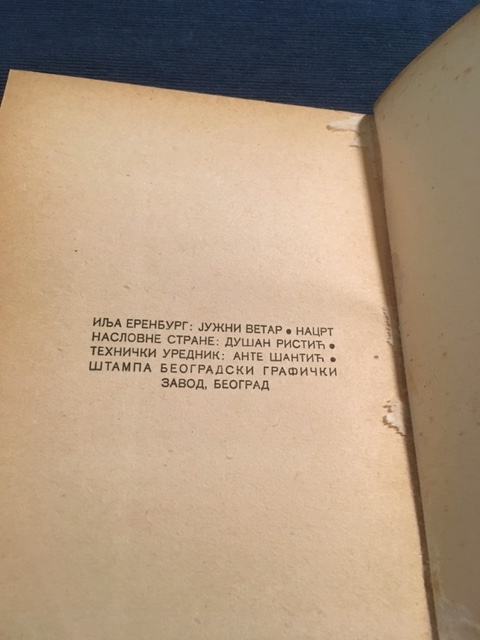 ИЉА ЕРЕНБУРГ: ЈУЖНИ ВЕТАР • НАЦРТ
НАСЛОВНЕ СТРАНЕ: ДУШАН РИСТИЋ •
ТЕХНИЧКИ УРЕДНИК: АНТЕ ШАНТИЋ •
ШТАМПА БЕОГРАДСКИ ГРАФИЧКИ
ЗАВОД, БЕОГРАД